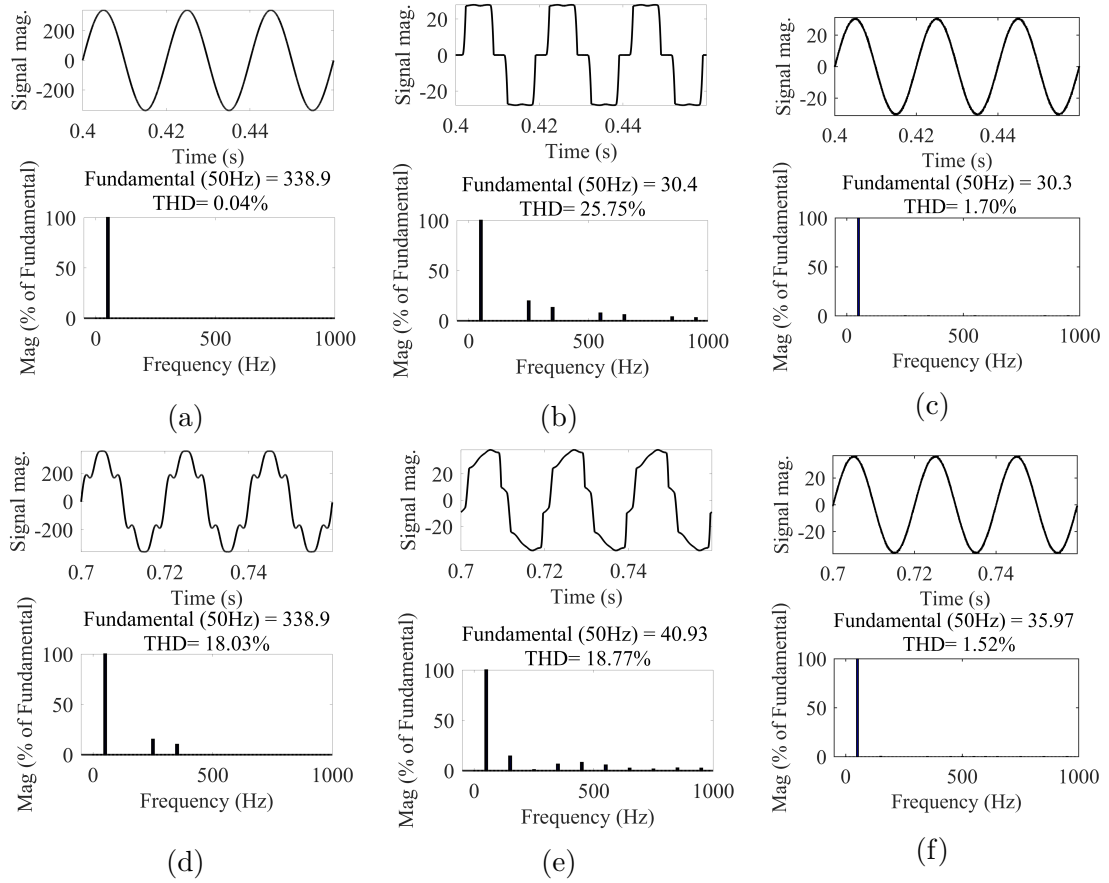 Signal mag.
200
0
-200
0.4
0.42
0.44
Time (s)
Fundamental (50Hz) = 338.9
THD= 0.04%
Mag (% of Fundamental)
100
50
0
0
500
1000
Frequency (Hz)
(a)
Signal mag.
20
0
-20
0.4
0.42
0.44
Time (s)
Fundamental (50Hz) = 30.4
THD= 25.75%
Mag (% of Fundamental)
100
50
0
0
500
1000
Frequency (Hz)
(b)
Signal mag.
20
0
-20
0.4
0.42
0.44
Time (s)
Fundamental (50Hz) = 30.3
THD= 1.70%
Mag (% of Fundamental)
100
50
0
0
500
1000
Frequency (Hz)
(c)
Signal mag.
200
0
-200
0.7
0.72
0.74
Time (s)
Fundamental (50Hz) = 338.9
THD= 18.03%
Mag (% of Fundamental)
100
50
0
0
500
1000
Frequency (Hz)
(d)
Signal mag.
20
0
-20
0.7
0.72
0.74
Time (s)
Fundamental (50Hz) = 40.93
THD= 18.77%
Mag (% of Fundamental)
100
50
0
0
500
1000
Frequency (Hz)
(e)
Signal mag.
20
0
-20
0.7
0.72
0.74
Time (s)
Fundamental (50Hz) = 35.97
THD= 1.52%
Mag (% of Fundamental)
100
50
0
0
500
1000
Frequency (Hz)
(f)